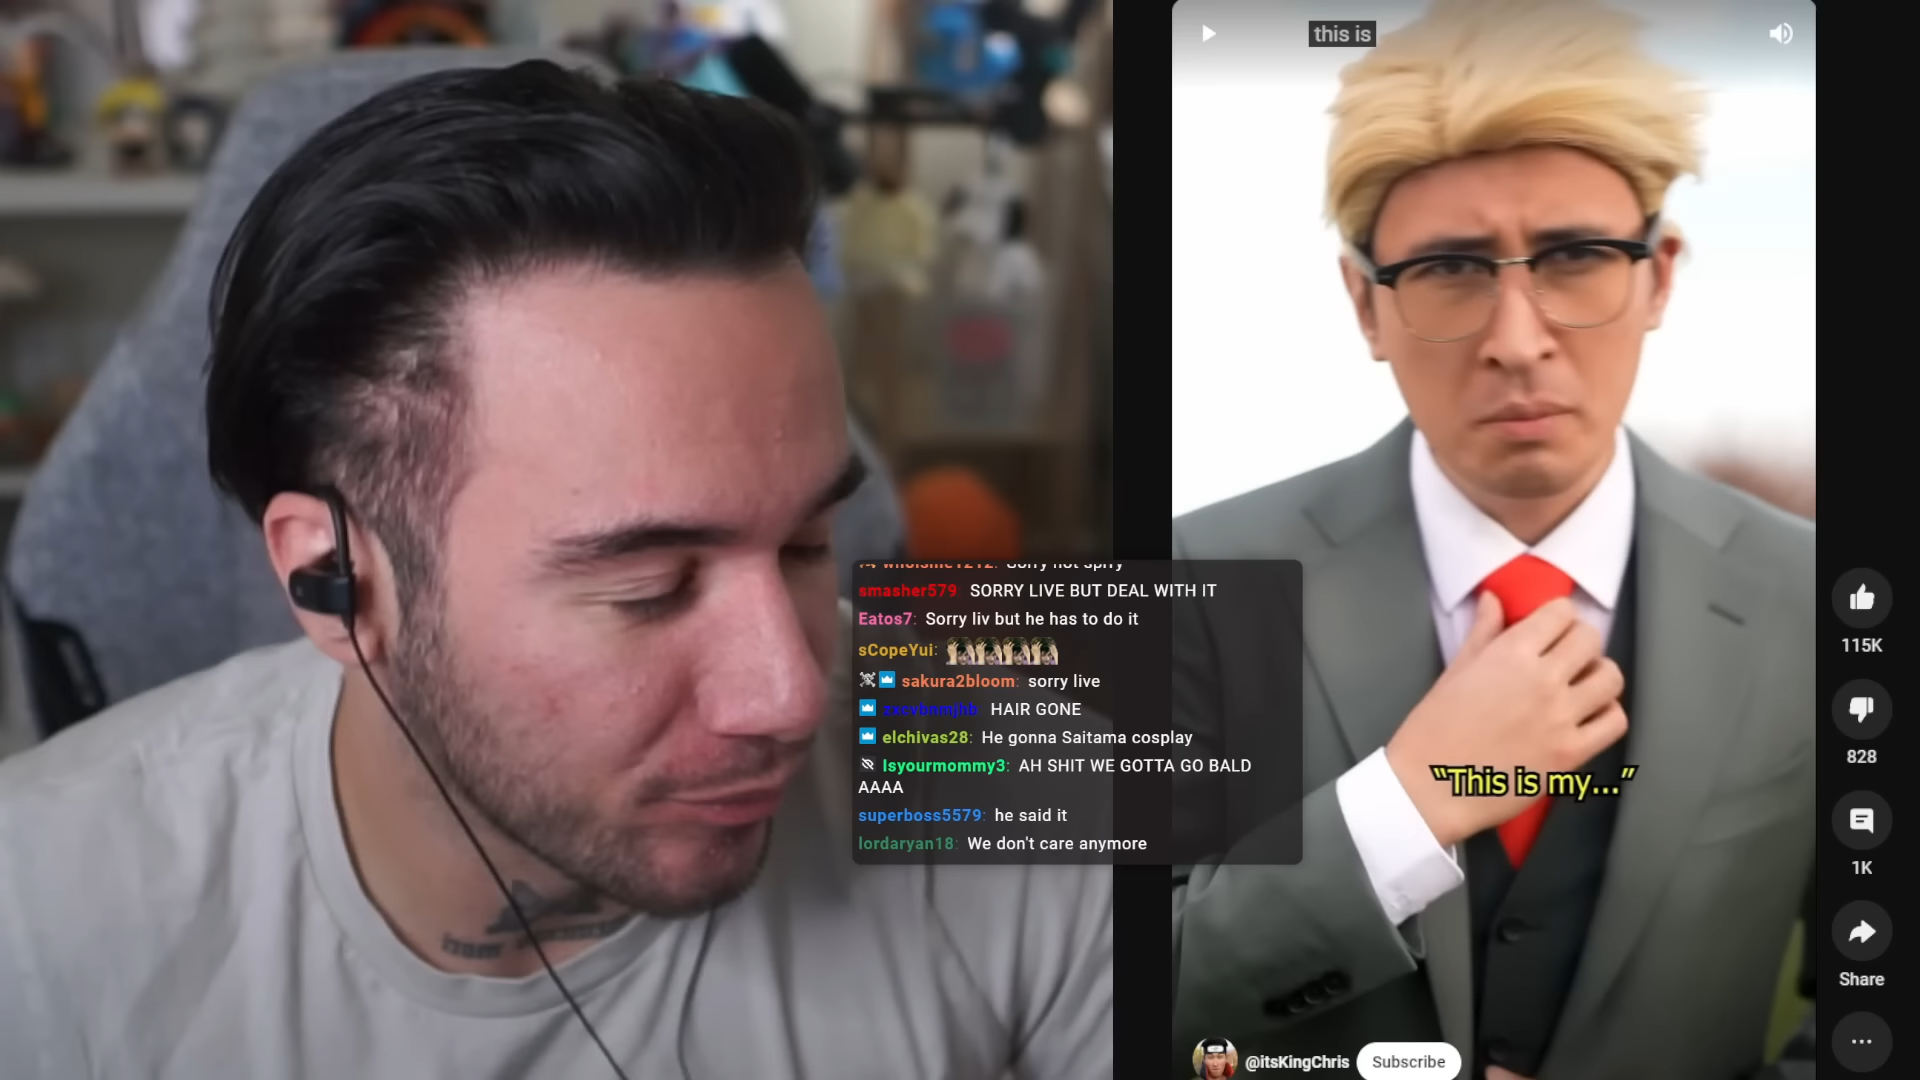 this is
smasher579 SORRY LIVE BUT DEAL WITH IT
Eatos7: Sorry liv but he has to do it
sCopeYui:
sakura2bloom: sorry live
zxcvbnmjhb: HAIR GONE
elchivas28: He gonna Saitama cosplay
Isyourmommy3: AH SHIT WE GOTTA GO BALD
AAAA
superboss5579: he said it
lordaryan18: We don't care anymore
"This is my..."
115K
828
1K
Share
@itsKingChris Subscribe